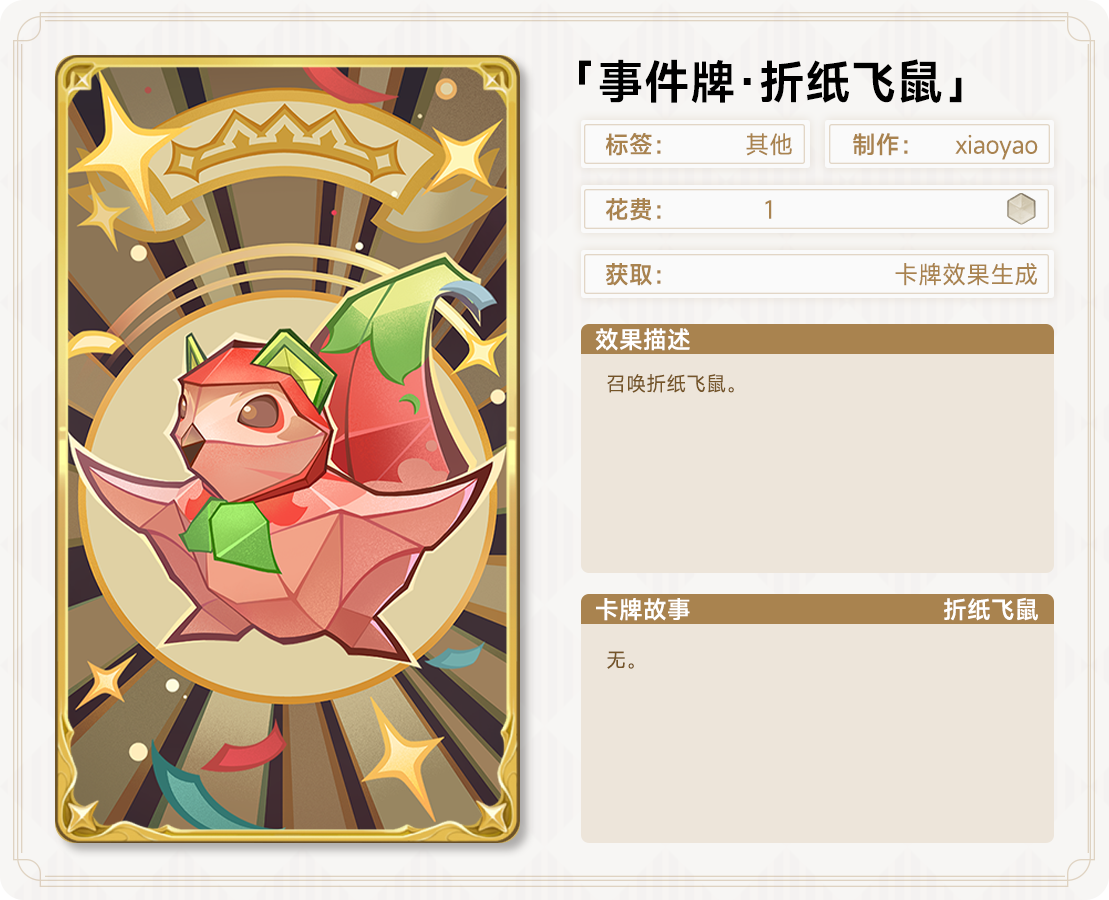 「事件牌·折纸飞鼠」
标签： 其他 制作： xiaoyao
花费： 1
获取： 卡牌效果生成
效果描述
召唤折纸飞鼠。
卡牌故事 折纸飞鼠
无。